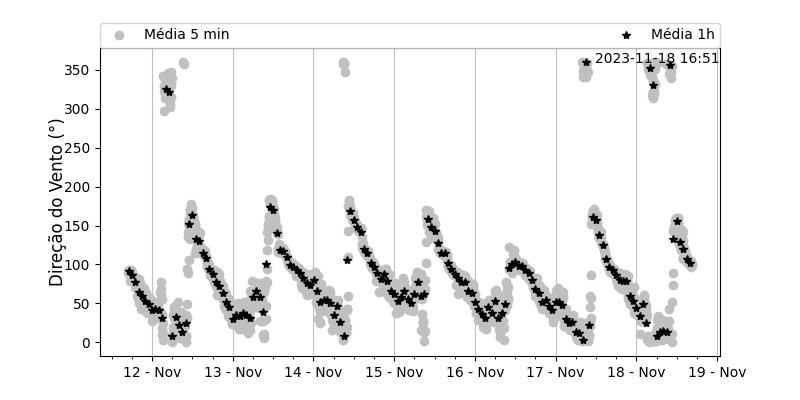 Média 5 min
Média 1h
2023-11-18 16:51
Direção do Vento (°)
350
300
250
200
150
100
50
0
12 - Nov
13 - Nov
14 - Nov
15 - Nov
16 - Nov
17 - Nov
18 - Nov
19 - Nov